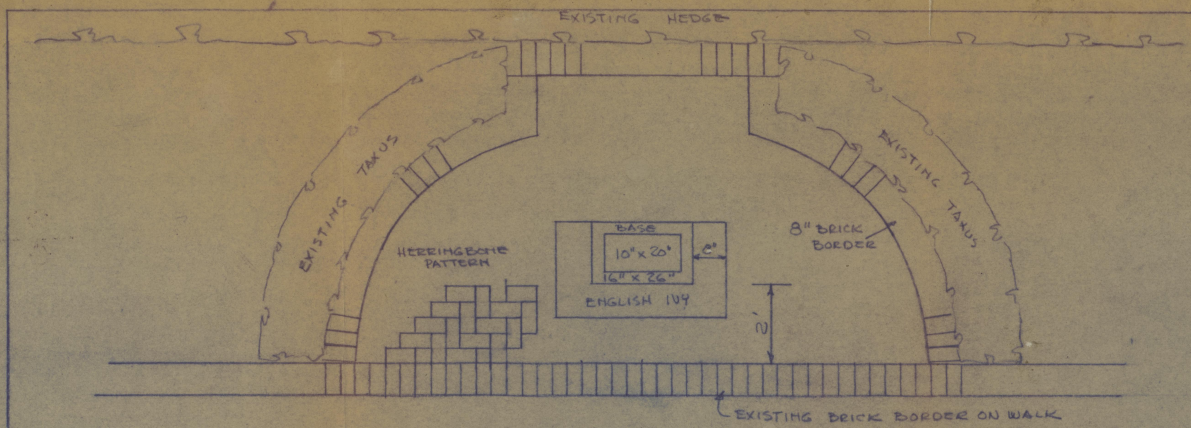 EXISTING HEDGE
EXISTING TAXUS
EXISTING TAXUS
8" BRICK
BORDER
HERRINGBONE
PATTERN
BASE
10" x 20"
16" x 26"
ENGLISH IVY
2'
EXISTING BRICK BORDER ON WALK